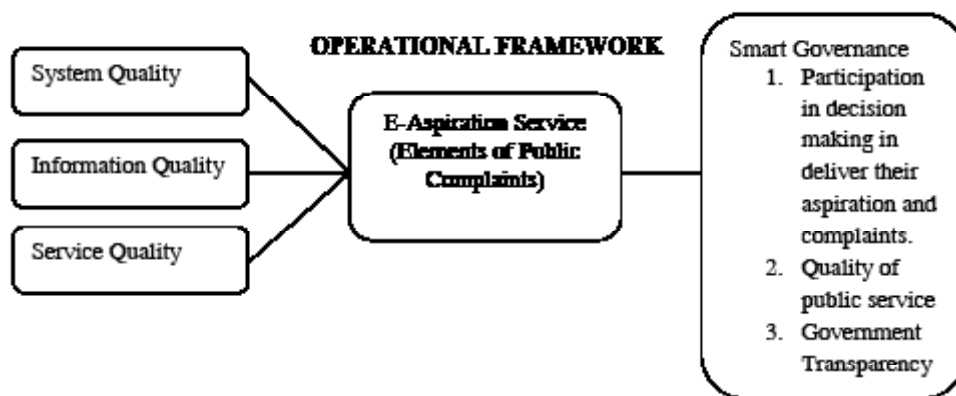 OPERATIONAL FRAMEWORK
System Quality
Information Quality
Service Quality
E-Aspiration Service
(Elements of Public
Complaints)
Smart Governance
1. Participation
in decision
making in
deliver their
aspiration and
complaints.
2. Quality of
public service
3. Government
Transparency